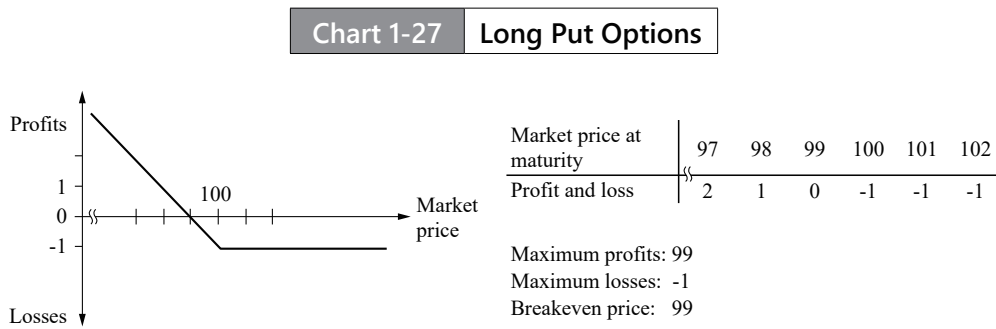 Chart 1-27 Long Put Options
Profits
1
0
-1
Losses
100
Market
price
Market price at
maturity
97 98 99 100 101 102
Profit and loss
2 1 0 -1 -1 -1
Maximum profits: 99
Maximum losses: -1
Breakeven price: 99